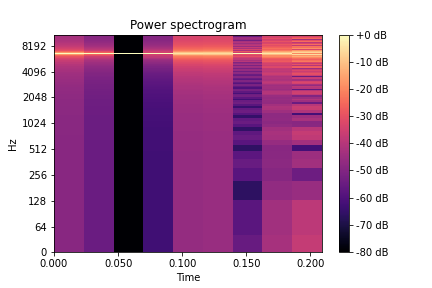 Power spectrogram
8192
4096
2048
1024
512
256
128
64
0
Hz
0.000 0.050 0.100 0.150 0.200
Time
+0 dB
-10 dB
-20 dB
-30 dB
-40 dB
-50 dB
-60 dB
-70 dB
-80 dB